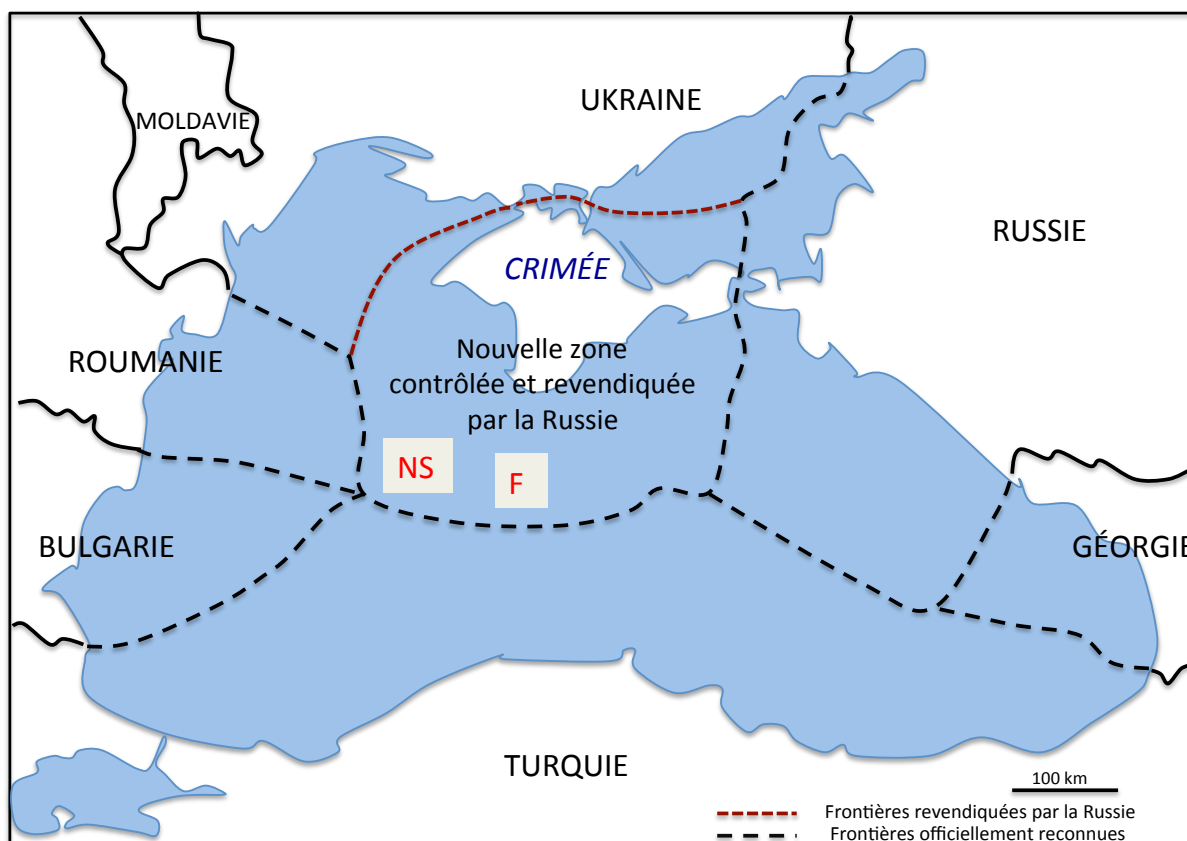 UKRAINE
MOLDAVIE
RUSSIE
CRIMÉE
ROUMANIE
Nouvelle zone
contrôlée et revendiquée
par la Russie
NS
F
BULGARIE
GÉORGIE
TURQUIE
100 km
Frontières revendiquées par la Russie
Frontières officiellement reconnues